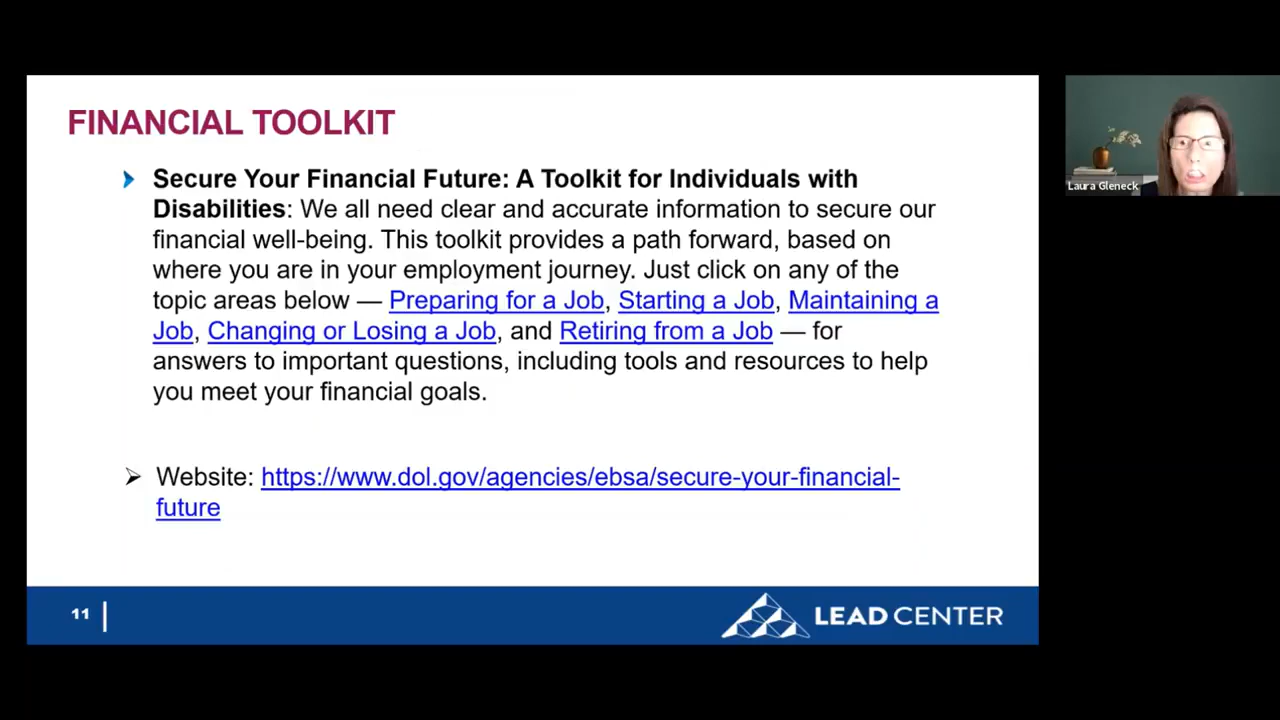 FINANCIAL TOOLKIT
Secure Your Financial Future: A Toolkit for Individuals with
Disabilities: We all need clear and accurate information to secure our
financial well-being. This toolkit provides a path forward, based on
where you are in your employment journey. Just click on any of the
topic areas below — Preparing for a Job, Starting a Job, Maintaining a
Job, Changing or Losing a Job, and Retiring from a Job — for
answers to important questions, including tools and resources to help
you meet your financial goals.
Website: https://www.dol.gov/agencies/ebsa/secure-your-financial-
future
11
LEAD CENTER
Laura Gleneck